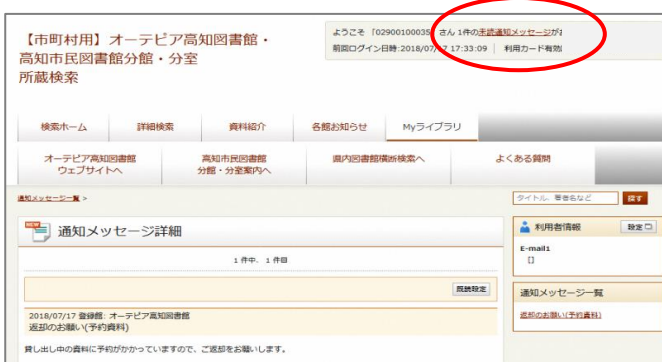 【市町村用】オーテピア高知図書館・
高知市民図書館分館・分室
所蔵検索
ようこそ 「02900100035 さん 1件の未読通知メッセージが
前回ログイン日時:2018/07/17 17:33:09 | 利用カード有効
検索ホーム
詳細検索
資料紹介
各館お知らせ
Myライブラリ
オーテピア高知図書館
ウェブサイトへ
高知市民図書館
分館・分室案内へ
県内図書館横断検索へ
よくある質問
通知メッセージ一覧 >
タイトル、著者名など
探す
NEW
通知メッセージ詳細
1 件中、 1 件目
既読設定
2018/07/17 登録館: オーテピア高知図書館
返却のお願い(予約資料)
貸し出し中の資料に予約がかかっていますので、ご返却をお願いします。
利用者情報
設定
E-mail1
[]
通知メッセージ一覧
返却のお願い(予約資料)